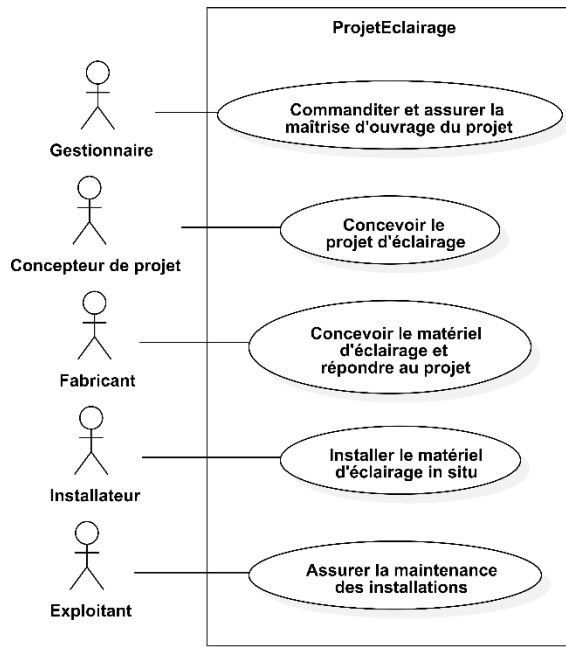 ProjetEclairage
Commanditer et assurer la
maîtrise d'ouvrage du projet
Gestionnaire
Concevoir le
projet d'éclairage
Concepteur de projet
Concevoir le matériel
d'éclairage et
répondre au projet
Fabricant
Installer le matériel
d'éclairage in situ
Installateur
Assurer la maintenance
des installations
Exploitant